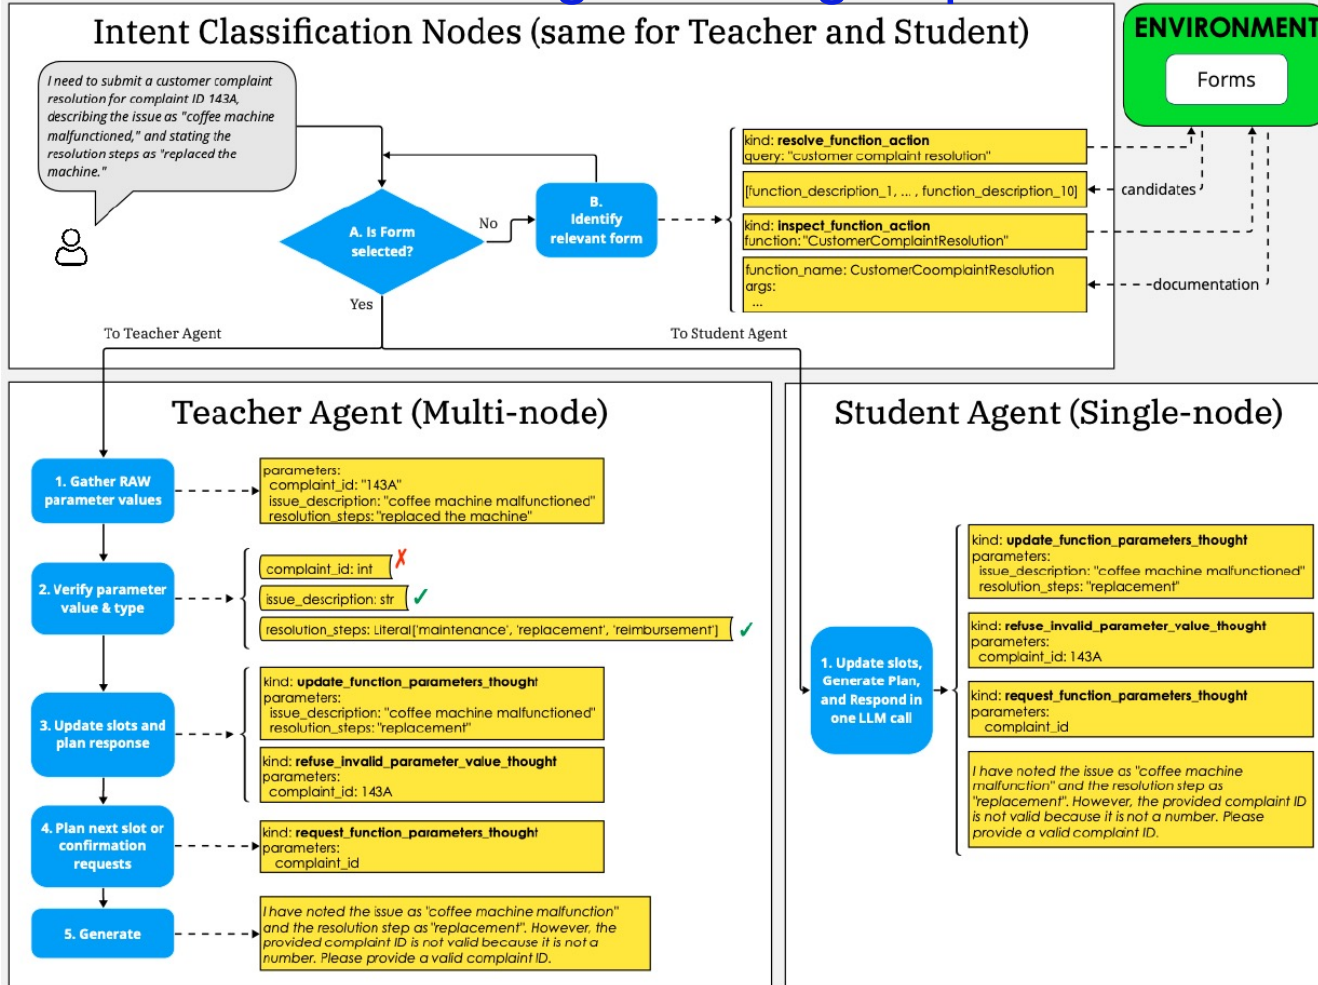 Intent Classification Nodes (same for Teacher and Student)
ENVIRONMENT
Forms
I need to submit a customer complaint
resolution for complaint ID 143A,
describing the issue as "coffee machine
malfunctioned," and stating the
resolution steps as "replaced the
machine."
A. Is Form
selected?
No
Yes
B.
Identify
relevant form
kind: resolve_function_action
query: "customer complaint resolution"
[function_description_1, ... , function_description_10]
candidates
kind: inspect_function_action
function: "CustomerComplaintResolution"
function_name: CustomerCoomplaintResolution
args:
...
documentation
To Teacher Agent
To Student Agent
Teacher Agent (Multi-node)
1. Gather RAW
parameter values
parameters:
complaint_id: "143A"
issue_description: "coffee machine malfunctioned"
resolution_steps: "replaced the machine"
2. Verify parameter
value & type
complaint_id: int
✗
issue_description: str
✓
resolution_steps: Literal['maintenance', 'replacement', 'reimbursement']
✓
3. Update slots and
plan response
kind: update_function_parameters_thought
parameters:
issue_description: "coffee machine malfunctioned"
resolution_steps: "replacement"
kind: refuse_invalid_parameter_value_thought
parameters:
complaint_id: 143A
4. Plan next slot or
confirmation
requests
kind: request_function_parameters_thought
parameters:
complaint_id
5. Generate
I have noted the issue as "coffee machine malfunction"
and the resolution step as "replacement". However, the
provided complaint ID is not valid because it is not a
number. Please provide a valid complaint ID.
Student Agent (Single-node)
1. Update slots,
Generate Plan,
and Respond in
one LLM call
kind: update_function_parameters_thought
parameters:
issue_description: "coffee machine malfunctioned"
resolution_steps: "replacement"
kind: refuse_invalid_parameter_value_thought
parameters:
complaint_id: 143A
kind: request_function_parameters_thought
parameters:
complaint_id
I have noted the issue as "coffee machine
malfunction" and the resolution step as
"replacement". However, the provided complaint ID
is not valid because it is not a number. Please
provide a valid complaint ID.